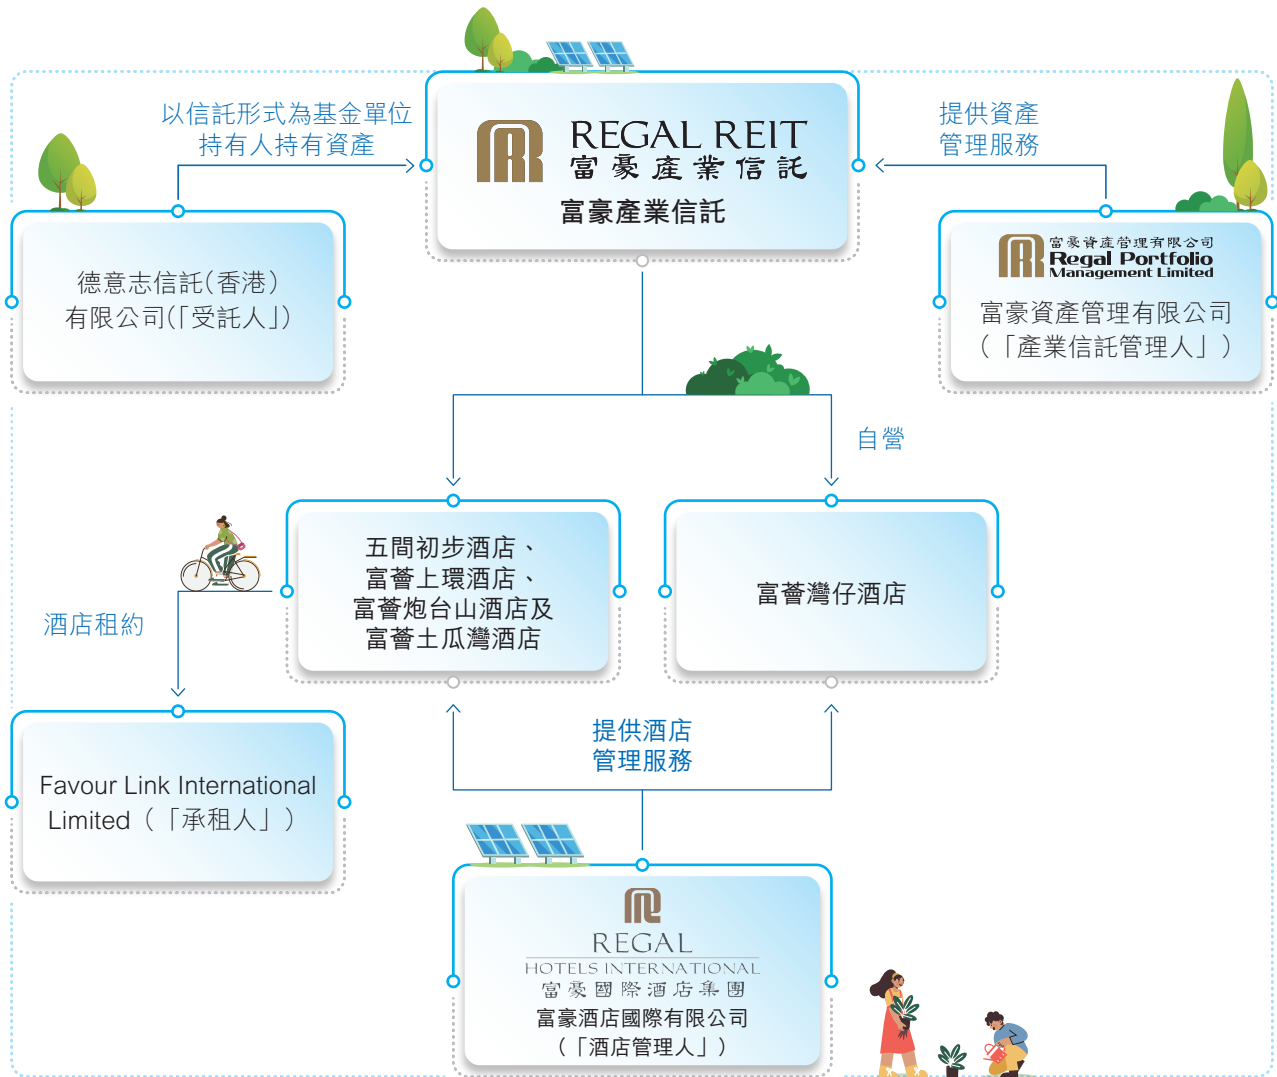 以信託形式為基金單位
持有人持有資產
REGAL REIT
富豪產業信託
富豪產業信託
提供資產
管理服務
德意志信託(香港)
有限公司(「受託人」)
富豪資產管理有限公司
Regal Portfolio
Management Limited
富豪資產管理有限公司
(「產業信託管理人」)
自營
五間初步酒店、
富薈上環酒店、
富薈炮台山酒店及
富薈土瓜灣酒店
富薈灣仔酒店
酒店租約
Favour Link International
Limited(「承租人」)
提供酒店
管理服務
REGAL
HOTELS INTERNATIONAL
富豪國際酒店集團
富豪酒店國際有限公司
(「酒店管理人」)